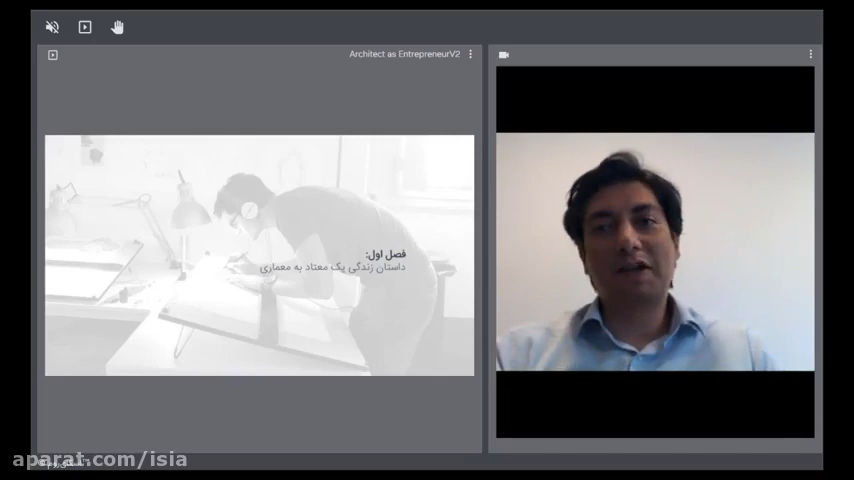 Architect as EntrepreneurV2
فصل اول:
داستان زندگی یک معتاد به معماری
aparat.com/isia